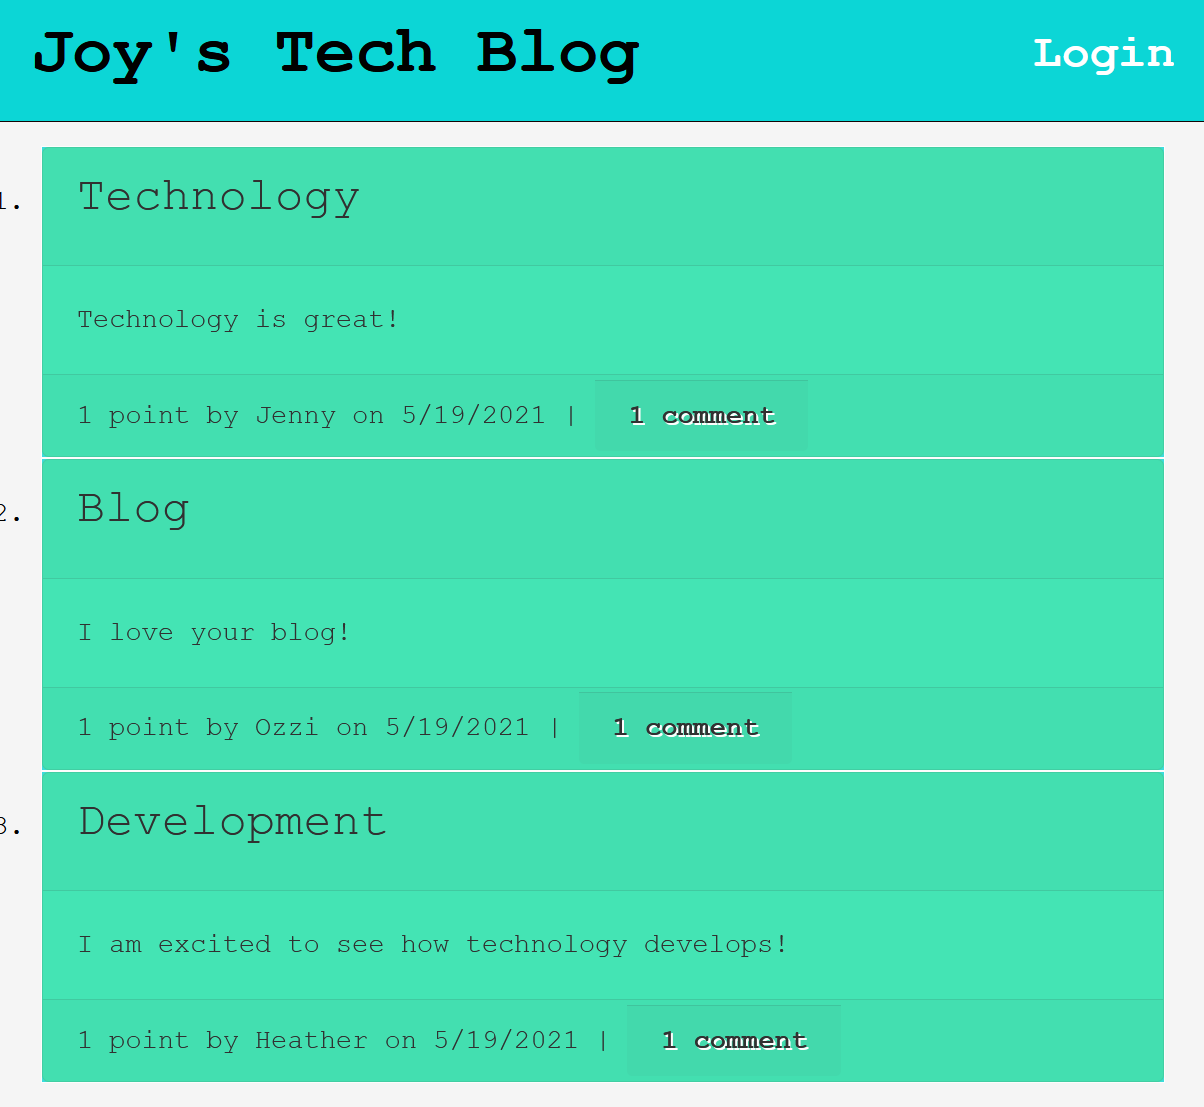 Joy's Tech Blog
Login
1. Technology
Technology is great!
1 point by Jenny on 5/19/2021 | 1 comment
2. Blog
I love your blog!
1 point by Ozzi on 5/19/2021 | 1 comment
3. Development
I am excited to see how technology develops!
1 point by Heather on 5/19/2021 | 1 comment